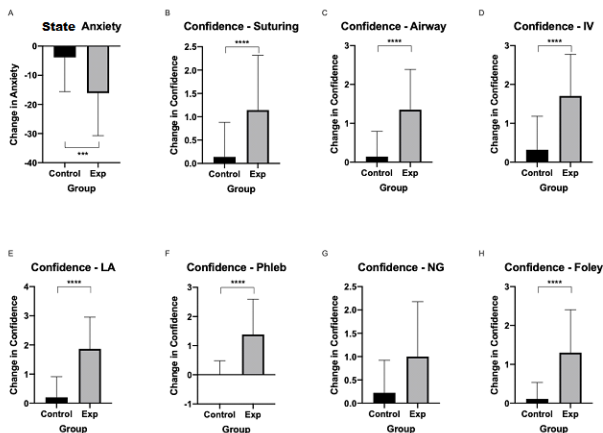 A
State Anxiety
Change in Anxiety
0
-10
-20
-30
-40
***
Control Exp
Group
B
Confidence - Suturing
Change in Confidence
2.5
2.0
1.5
1.0
0.5
0.0
****
Control Exp
Group
C
Confidence - Airway
Change in Confidence
3
2
1
0
****
Control Exp
Group
D
Confidence - IV
Change in Confidence
3
2
1
0
****
Control Exp
Group
E
Confidence - LA
Change in Confidence
4
3
2
1
0
****
Control Exp
Group
F
Confidence - Phleb
Change in Confidence
3
2
1
0
-1
****
Control Exp
Group
G
Confidence - NG
Change in Confidence
2.5
2.0
1.5
1.0
0.5
0.0
Control Exp
Group
H
Confidence - Foley
Change in Confidence
3
2
1
0
****
Control Exp
Group